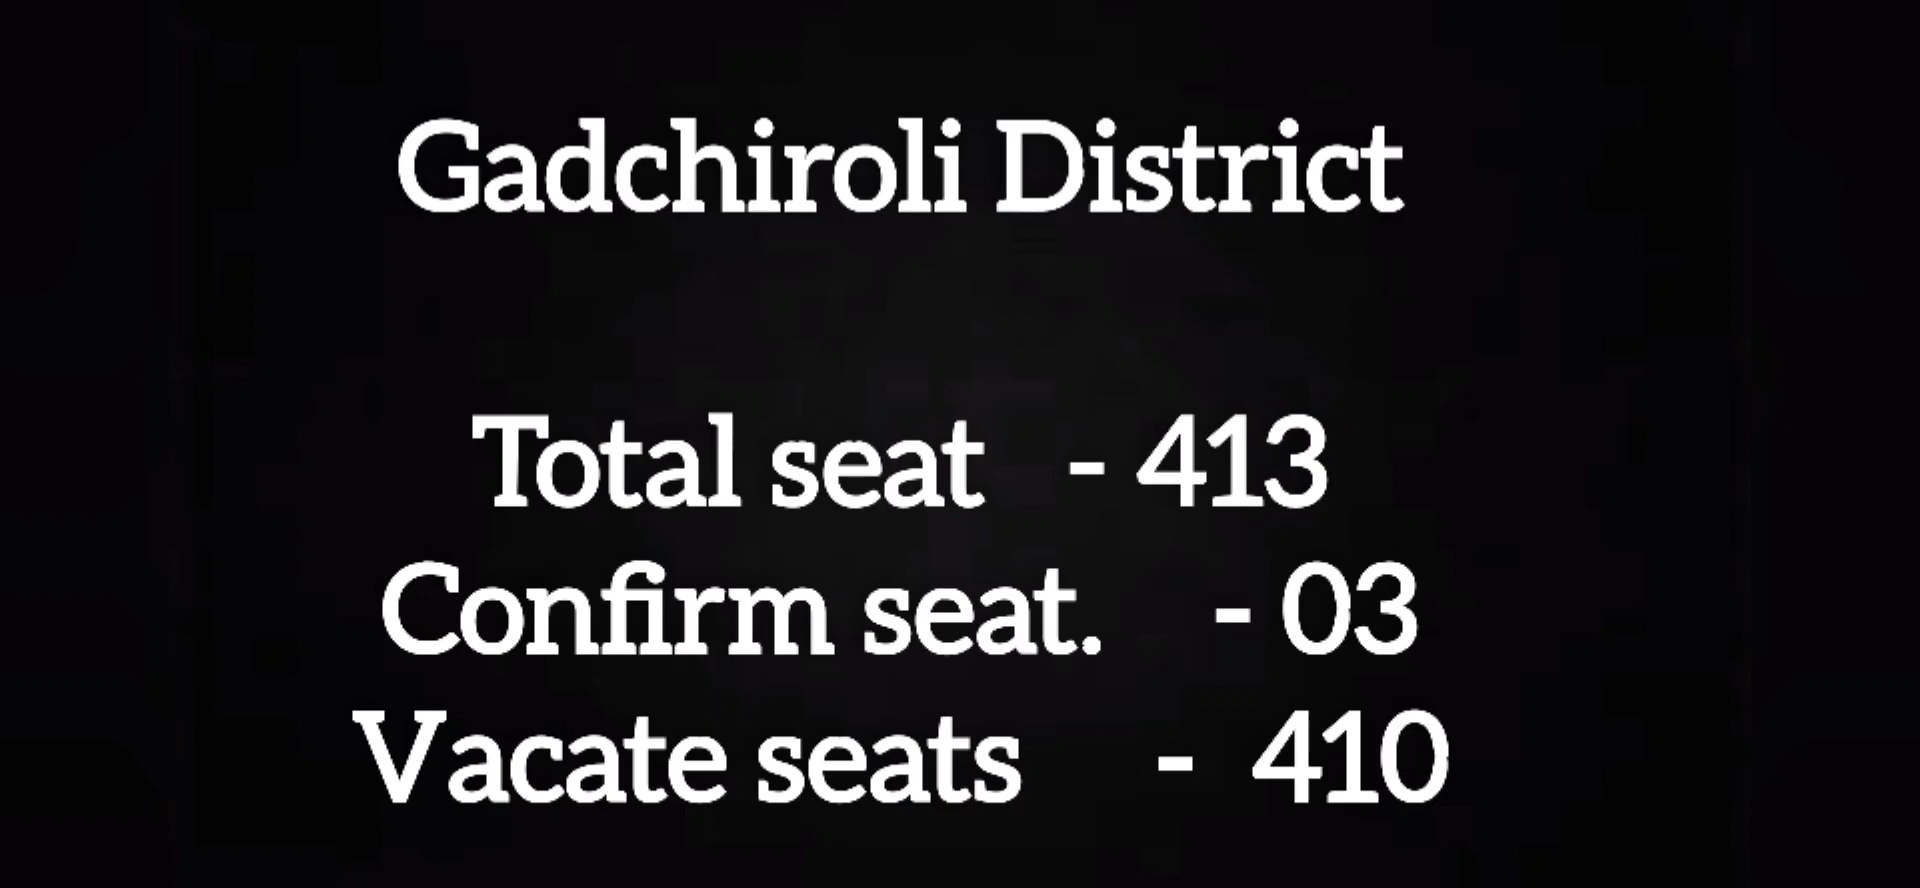 Gadchiroli District
Total seat - 413
Confirm seat. - 03
Vacate seats - 410